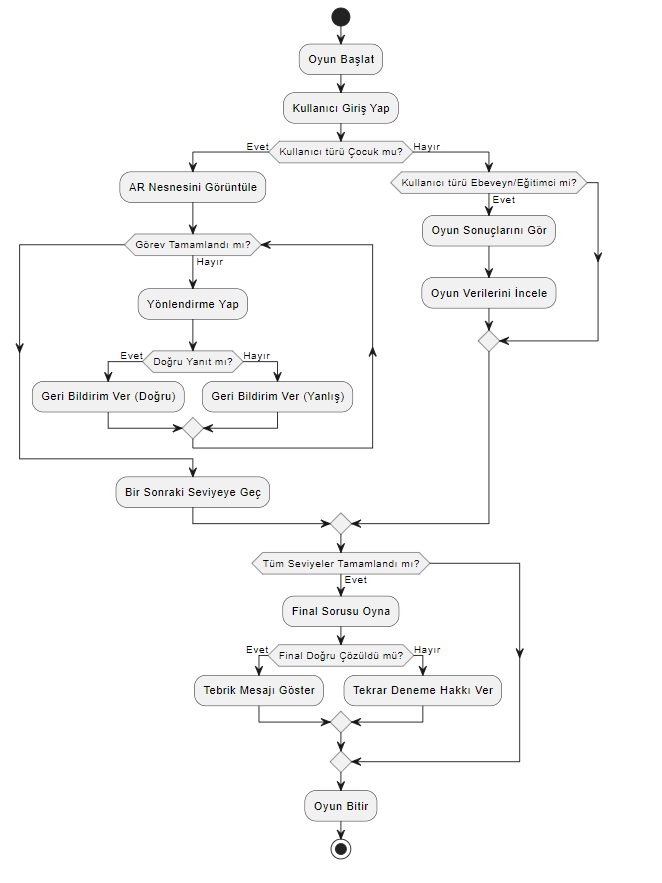 Oyun Başlat
Kullanıcı Giriş Yap
Kullanıcı türü Çocuk mu?
Evet
Hayır
AR Nesnesini Görüntüle
Kullanıcı türü Ebeveyn/Eğitimci mi?
Evet
Oyun Sonuçlarını Gör
Oyun Verilerini İncele
Görev Tamamlandı mı?
Hayır
Yönlendirme Yap
Doğru Yanıt mı?
Evet
Hayır
Geri Bildirim Ver (Doğru)
Geri Bildirim Ver (Yanlış)
Bir Sonraki Seviyeye Geç
Tüm Seviyeler Tamamlandı mı?
Evet
Final Sorusu Oyna
Final Doğru Çözüldü mü?
Evet
Hayır
Tebrik Mesajı Göster
Tekrar Deneme Hakkı Ver
Oyun Bitir